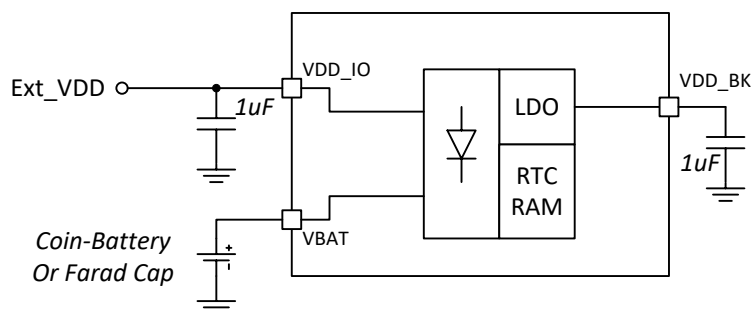 VDD_IO
Ext_VDD
1uF
LDO
VDD_BK
1uF
RTC
RAM
VBAT
Coin-Battery
Or Farad Cap
+
-